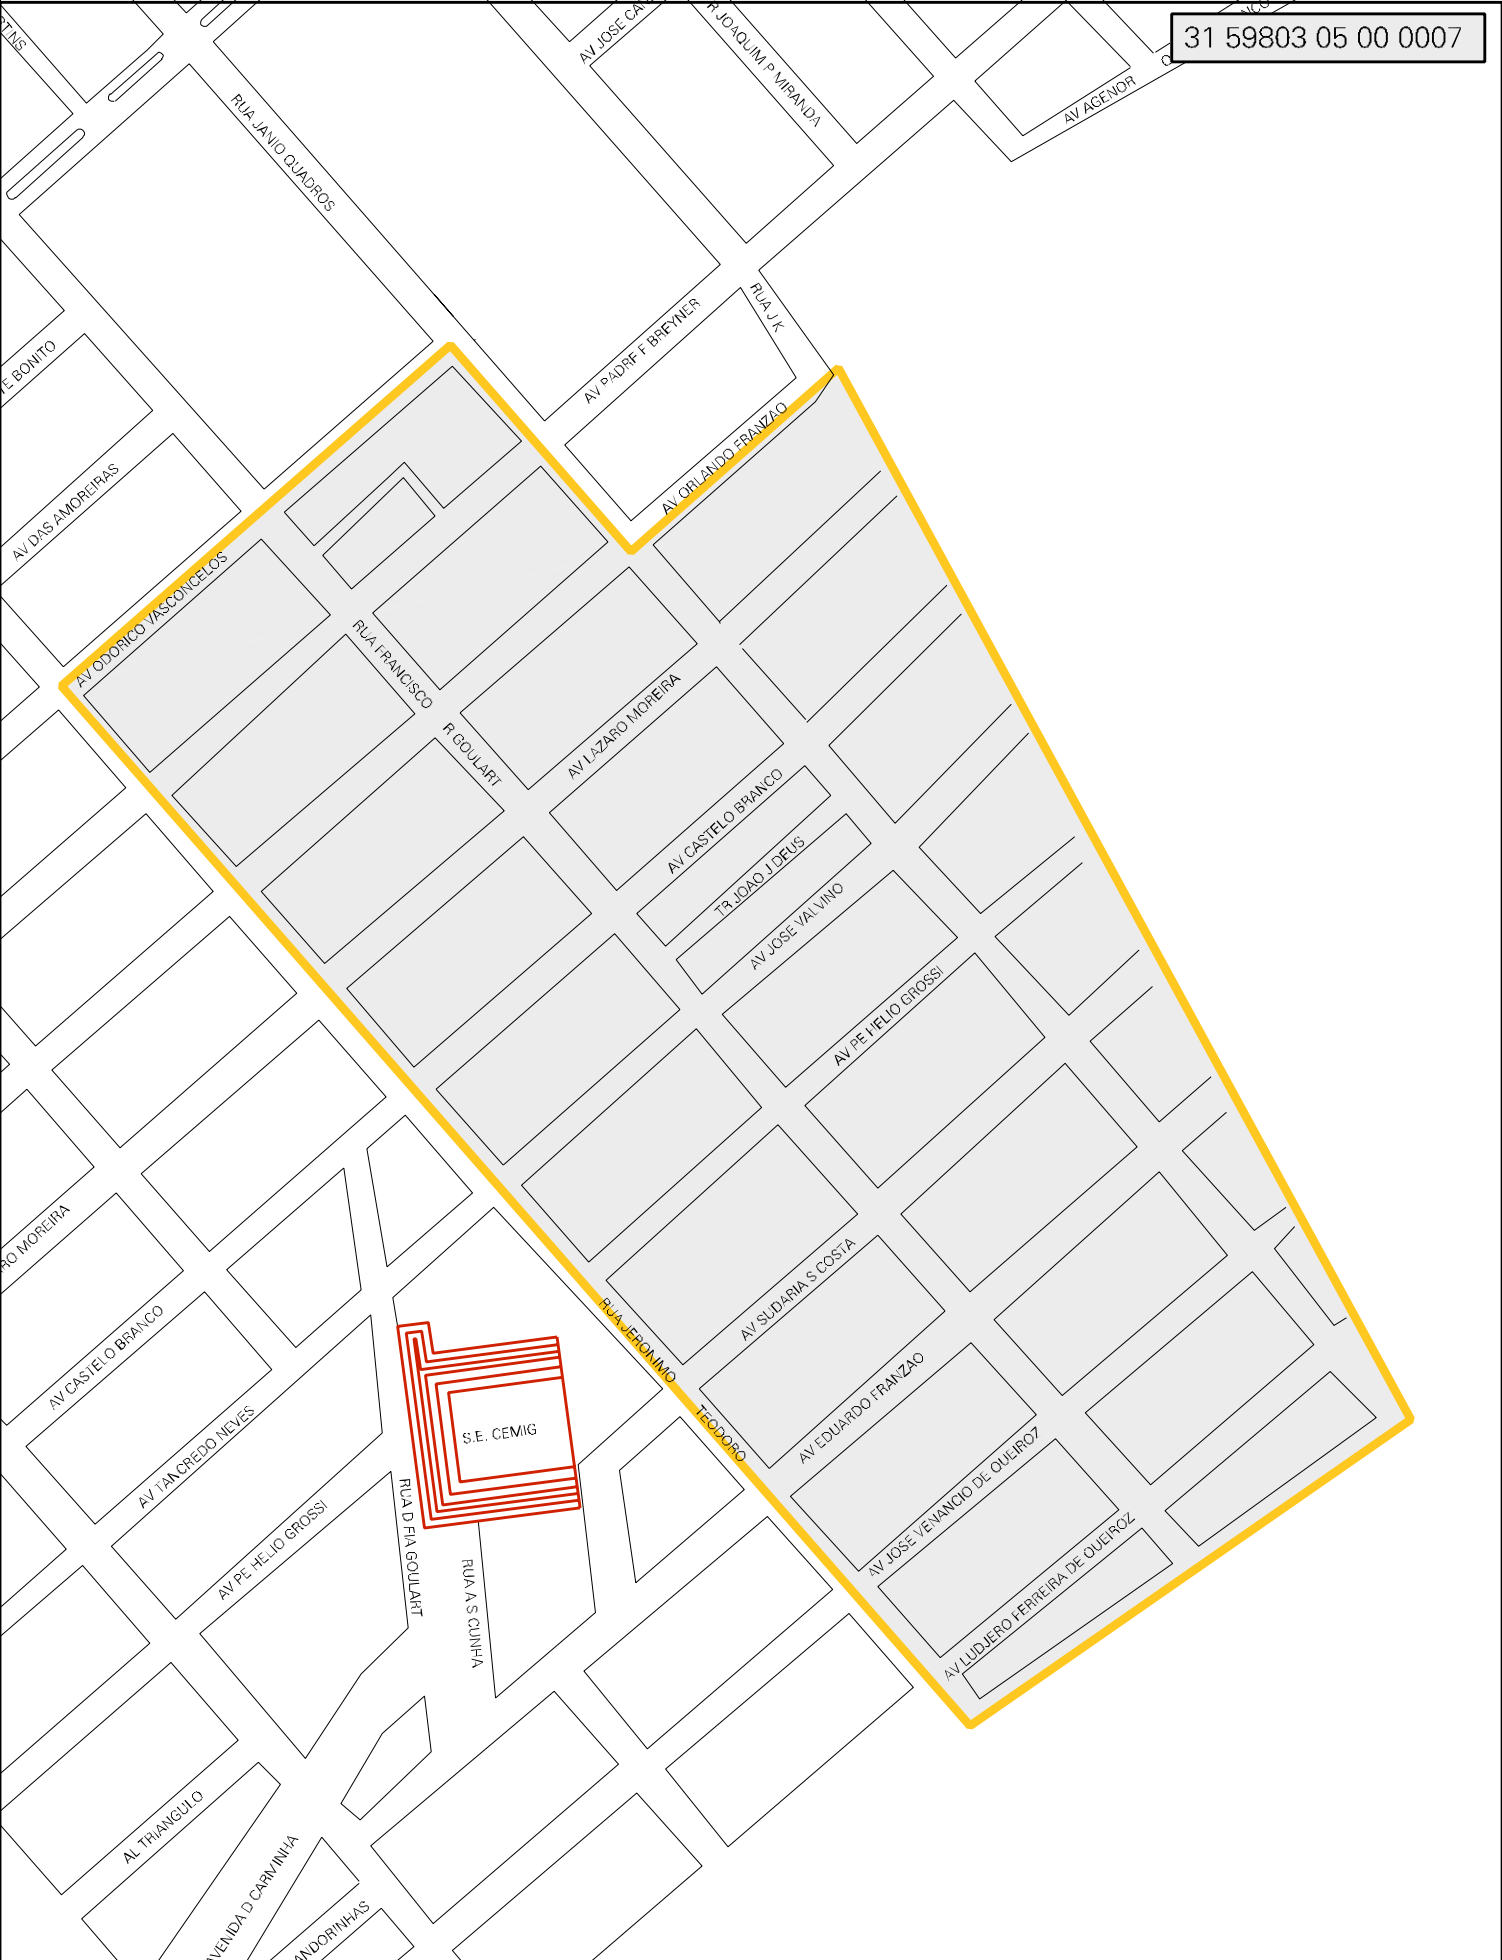 31 59803 05 00 0007
RUA JANIO QUADROS
R JOAQUIM P MIRANDA
AV AGENOR
RUA J K
AV PADRE F BREYNER
AV ORLANDO FRANZAO
TE BONITO
AV DAS AMOREIRAS
AV ODORICO VASCONCELOS
RUA FRANCISCO
R GOULART
AV LAZARO MOREIRA
AV CASTELO BRANCO
TR JOAO J DEUS
AV JOSE VALVINO
AV PE HELIO GROSSI
RO MOREIRA
AV SUDARIA S COSTA
RUA JERONIMO
TEODORO
AV CASTELO BRANCO
AV EDUARDO FRANZAO
AV TANCREDO NEVES
S.E. CEMIG
AV JOSE VENANCIO DE QUEIROZ
AV PE HELIO GROSSI
RUA D FIA GOULART
RUA A S CUNHA
AV LUDJERO FERREIRA DE QUEIROZ
AL TRIANGULO
AVENIDA D CARMINHA
ANDORINHAS